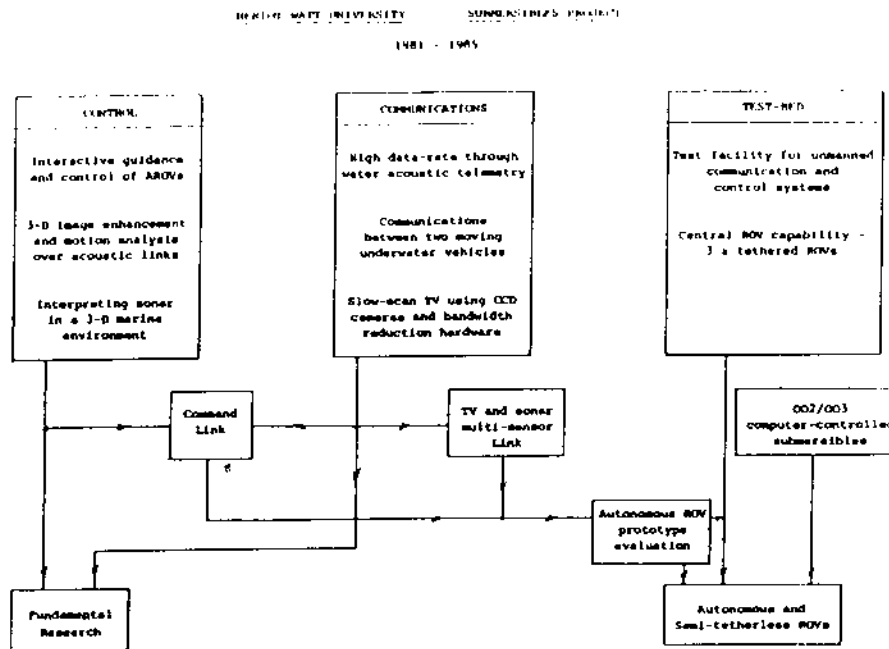 HERIOT WATT UNIVERSITY SUBMERSIBLES PROJECT
1981 - 1985
CONTROL
Interactive guidance
and control of AROVs
3-D image enhancement
and motion analysis
over acoustic links
Interpreting sonar
in a 3-D marine
environment
COMMUNICATIONS
High data-rate through
water acoustic telemetry
Communications
between two moving
underwater vehicles
Slow-scan TV using CCD
cameras and bandwidth
reduction hardware
TEST-BED
Test facility for unmanned
communication and
control systems
Central ROV capability -
3 x tethered ROVs
Command
Link
TV and sonar
multi-sensor
Link
002/003
computer-controlled
submersibles
Autonomous ROV
prototype
evaluation
Fundamental
Research
Autonomous and
Semi-tetherless ROVs